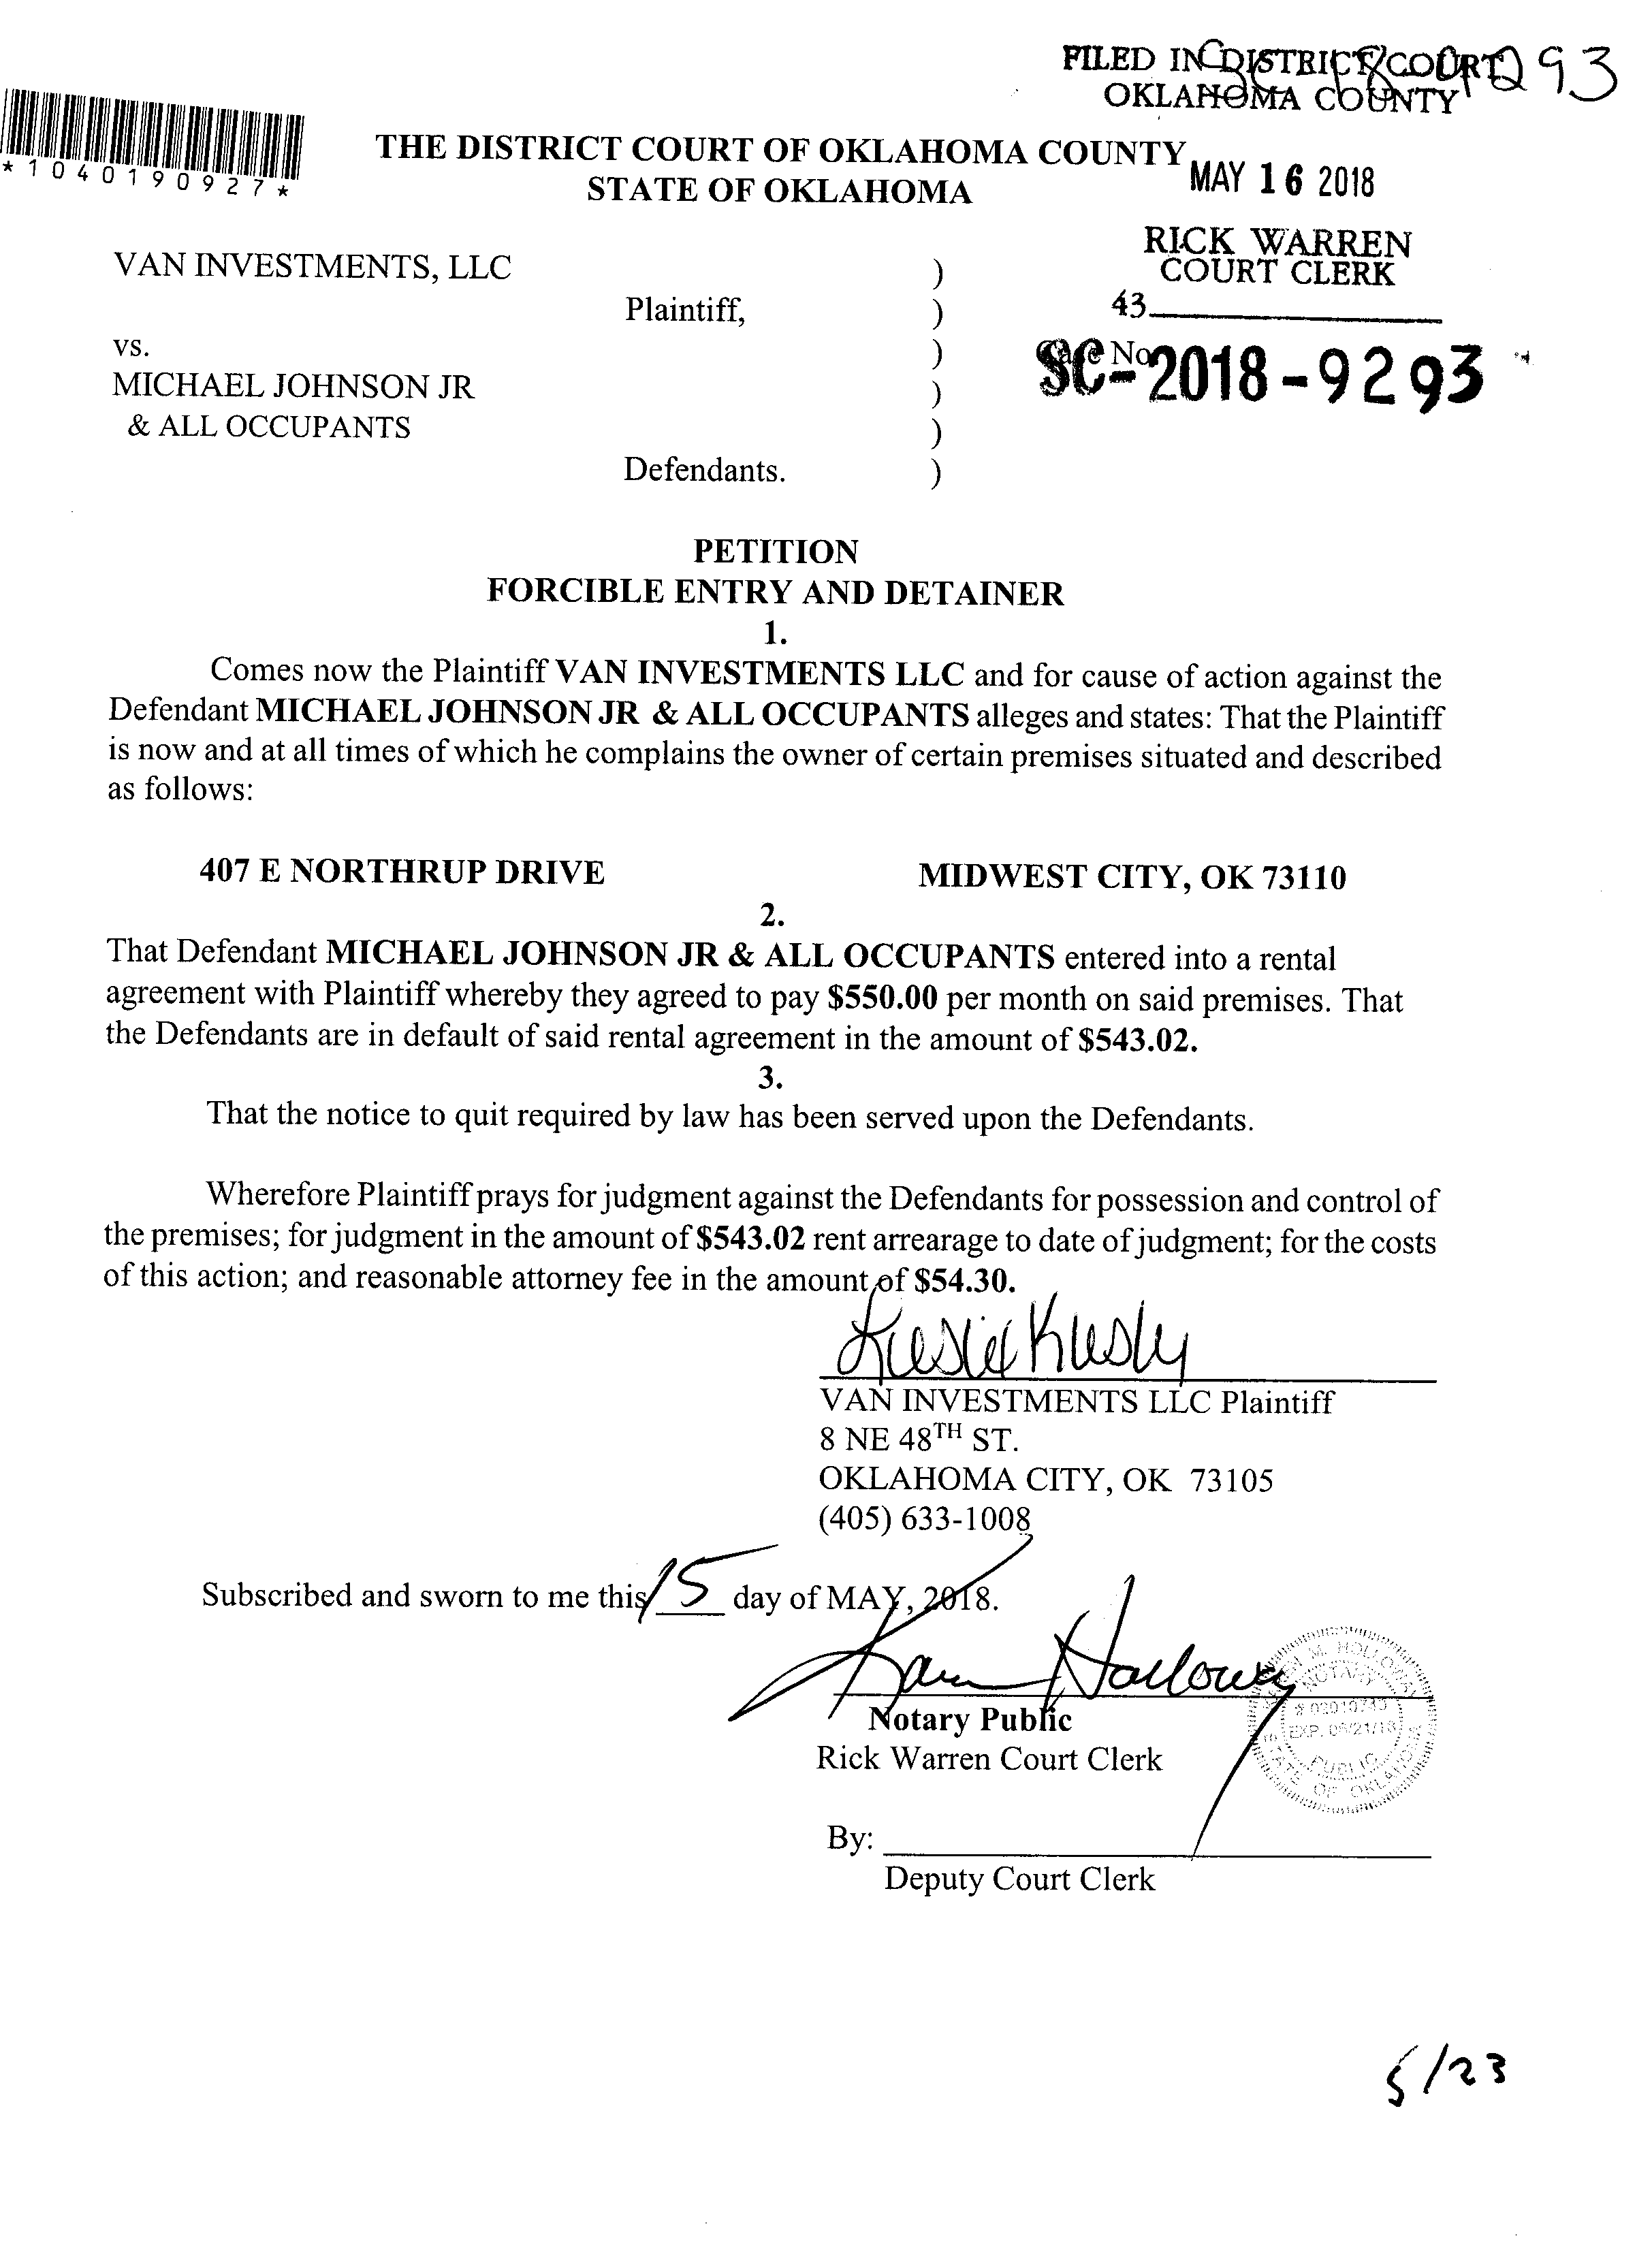 FILED IN DISTRICT COURT
OKLAHOMA COUNTY
93
*1040190927*
THE DISTRICT COURT OF OKLAHOMA COUNTY
STATE OF OKLAHOMA
MAY 16 2018
RICK WARREN
COURT CLERK
43
VAN INVESTMENTS, LLC )
Plaintiff, )
vs. )
Case No
SC-2018-9293
MICHAEL JOHNSON JR )
& ALL OCCUPANTS )
Defendants. )
PETITION
FORCIBLE ENTRY AND DETAINER
1.
Comes now the Plaintiff VAN INVESTMENTS LLC and for cause of action against the
Defendant MICHAEL JOHNSON JR & ALL OCCUPANTS alleges and states: That the Plaintiff
is now and at all times of which he complains the owner of certain premises situated and described
as follows:
407 E NORTHRUP DRIVE MIDWEST CITY, OK 73110
2.
That Defendant MICHAEL JOHNSON JR & ALL OCCUPANTS entered into a rental
agreement with Plaintiff whereby they agreed to pay $550.00 per month on said premises. That
the Defendants are in default of said rental agreement in the amount of $543.02.
3.
That the notice to quit required by law has been served upon the Defendants.
Wherefore Plaintiff prays for judgment against the Defendants for possession and control of
the premises; for judgment in the amount of $543.02 rent arrearage to date of judgment; for the costs
of this action; and reasonable attorney fee in the amount of $54.30.
VAN INVESTMENTS LLC Plaintiff
8 NE 48TH ST.
OKLAHOMA CITY, OK 73105
(405) 633-1008
Subscribed and sworn to me this 15 day of MAY, 2018.
Karen Holloway
Notary Public
Rick Warren Court Clerk
M. HOLLOWAY
NOTARY
PUBLIC
STATE OF OKLAHOMA
By:
Deputy Court Clerk
5/23